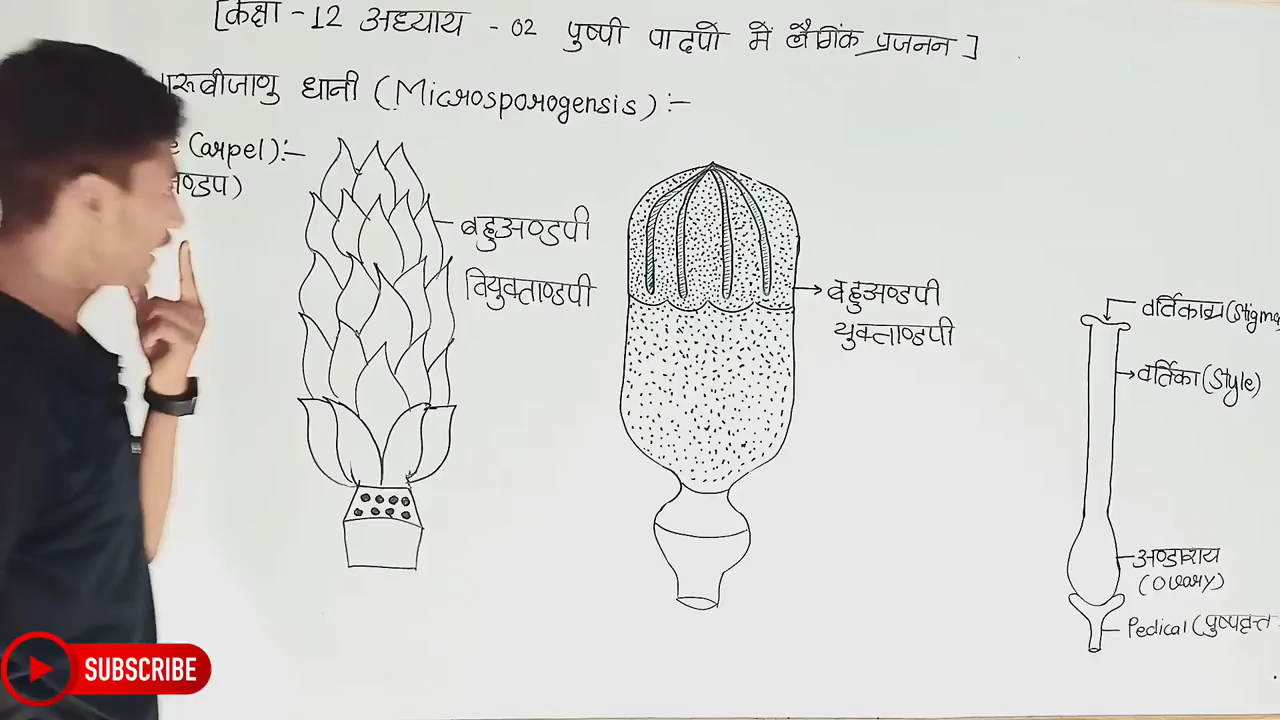 [कक्षा - 12 अध्याय - 02 पुष्पी पादपो में लैगिंक प्रजनन]
रूबीजाणु धानी (Microsporogensis) :-
Carpel):-
बहुअण्डपी
वियुक्ताण्डपी
बहुअण्डपी
युक्ताण्डपी
वर्तिकाग्र (Stigma
वर्तिका (Style)
अण्डाशय
(Ovary)
Pedical (पुष्पवृत्त
SUBSCRIBE